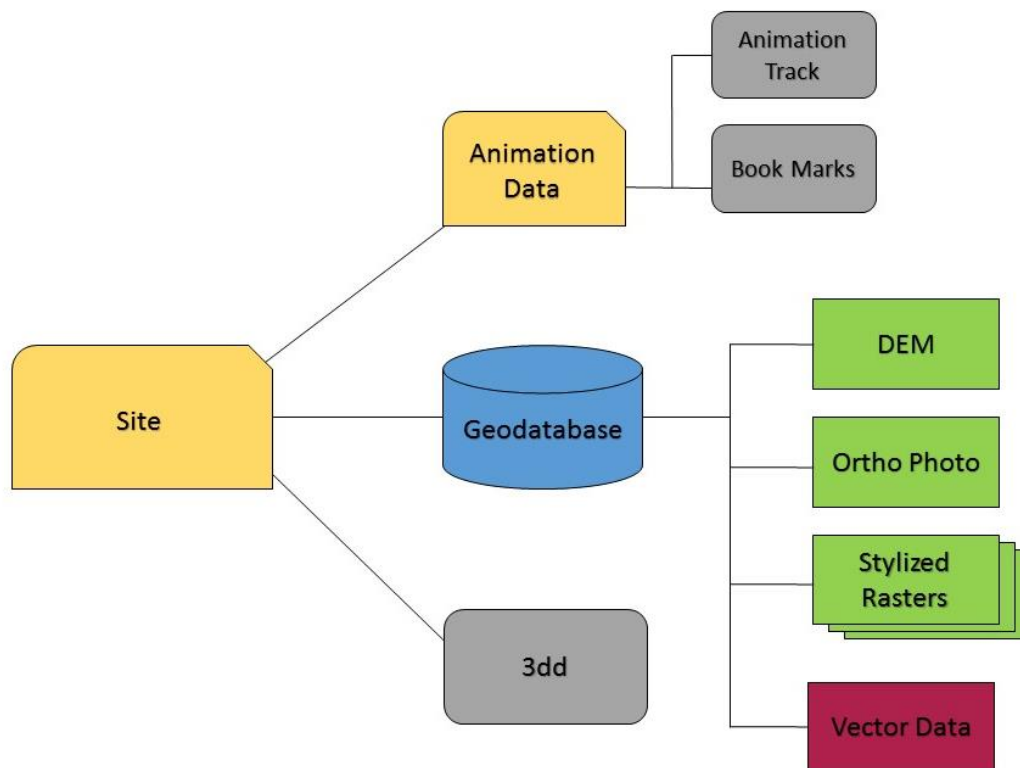 Animation
Track
Animation
Data
Book Marks
DEM
Site
Geodatabase
Ortho Photo
Stylized
Rasters
3dd
Vector Data